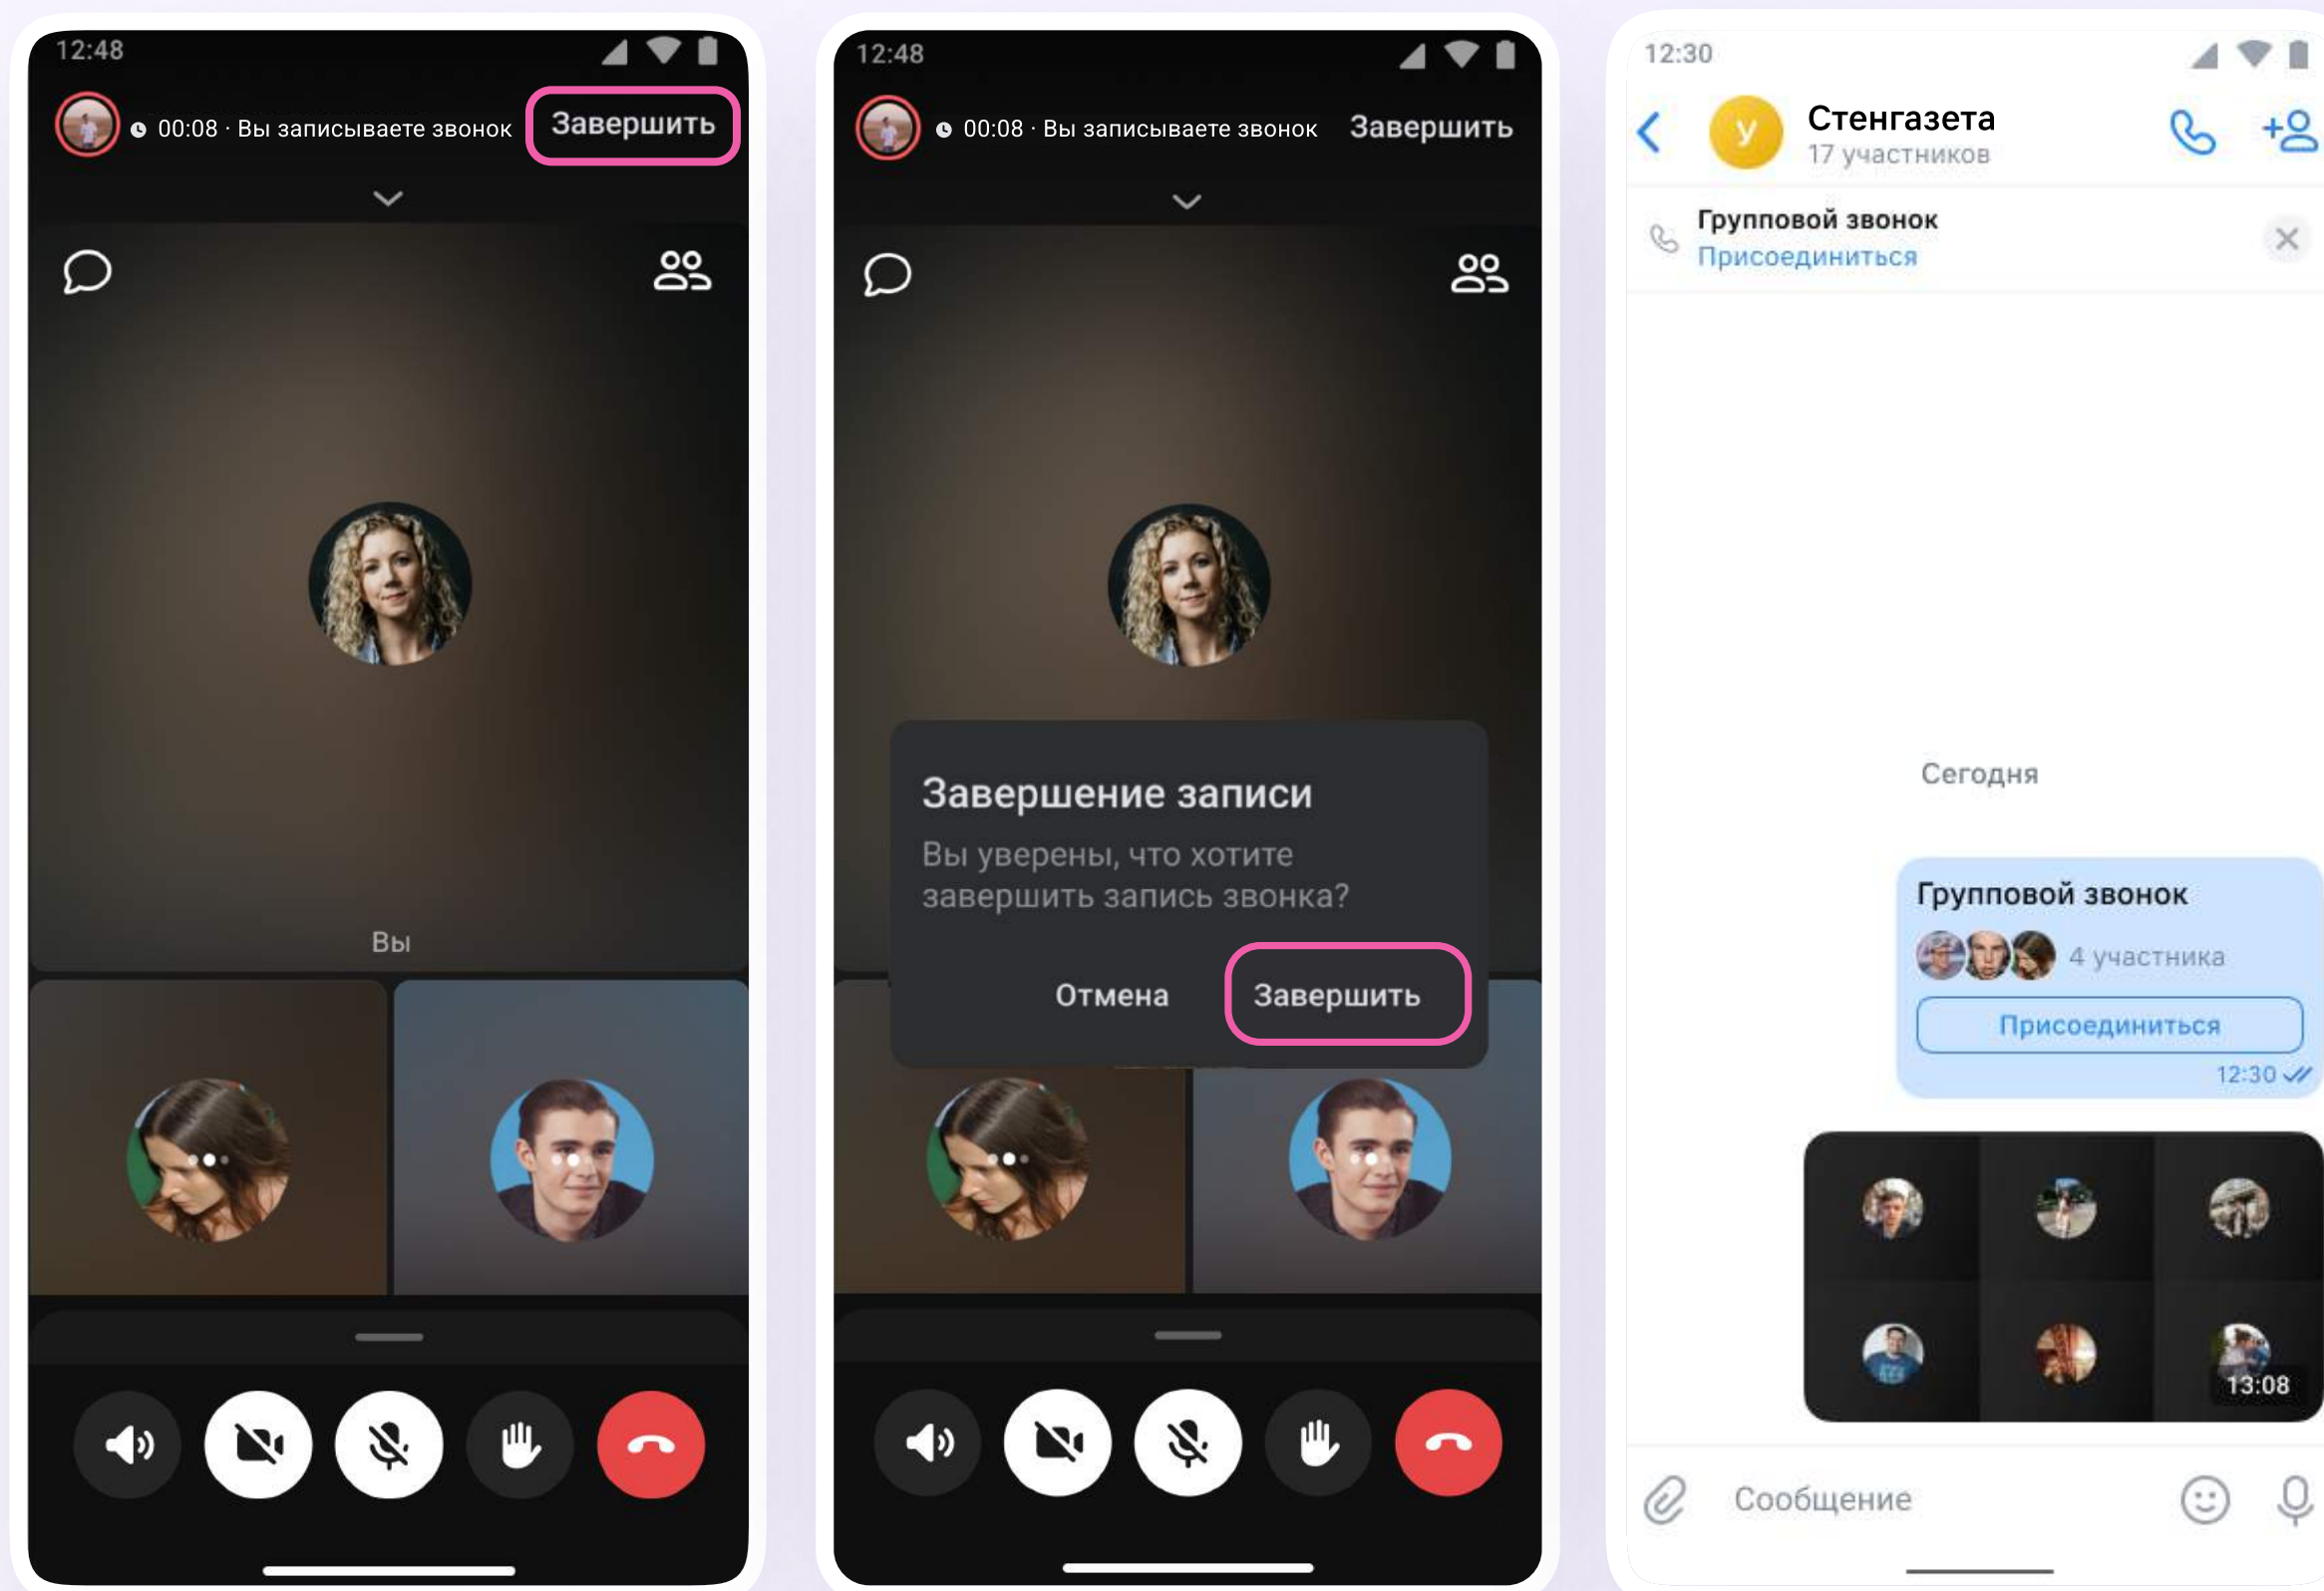 12:48
00:08 · Вы записываете звонок
Завершить
Вы
12:48
00:08 · Вы записываете звонок
Завершить
Завершение записи
Вы уверены, что хотите
завершить запись звонка?
Отмена
Завершить
12:30
У
Стенгазета
17 участников
Групповой звонок
Присоединиться
Сегодня
Групповой звонок
4 участника
Присоединиться
12:30
13:08
Сообщение